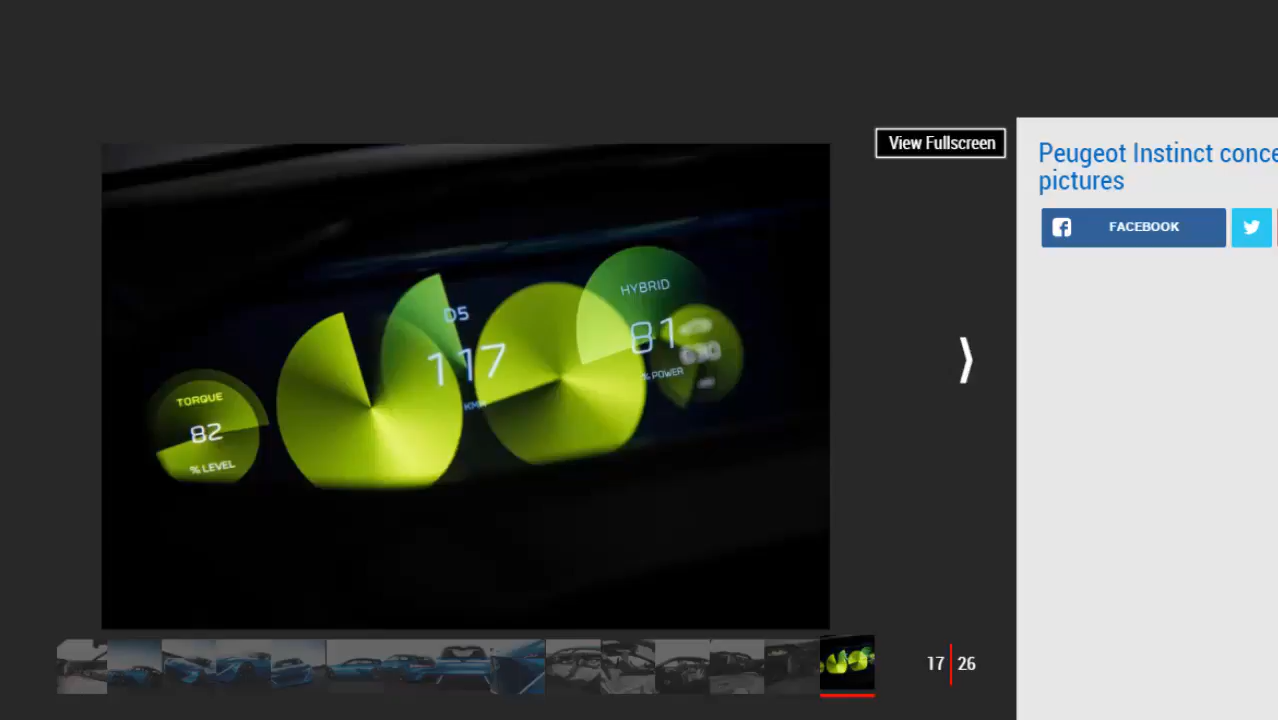 View Fullscreen
Peugeot Instinct conce
pictures
FACEBOOK
HYBRID
D5
81
117
% POWER
TORQUE
82
% LEVEL
17 | 26